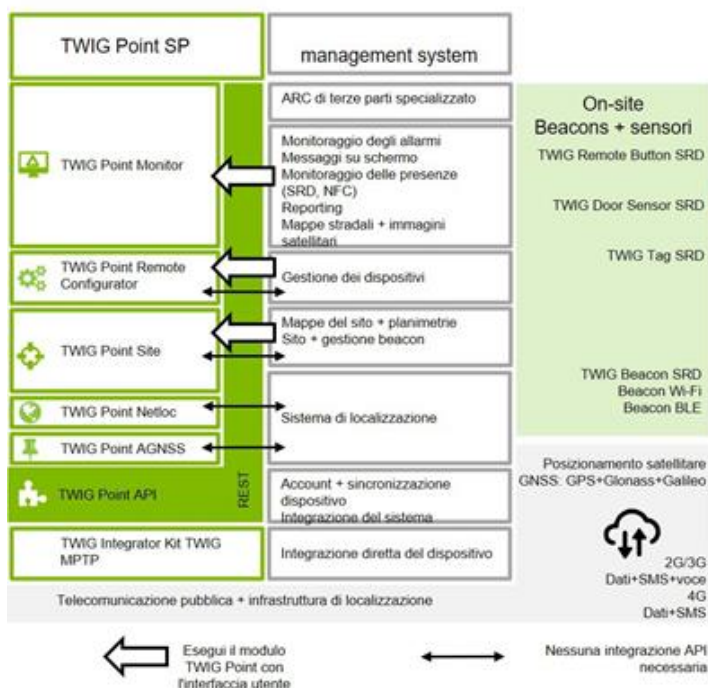 TWIG Point SP
management system
ARC di terze parti specializzato
TWIG Point Monitor
Monitoraggio degli allarmi
Messaggi su schermo
Monitoraggio delle presenze
(SRD, NFC)
Reporting
Mappe stradali + immagini
satellitari
TWIG Point Remote
Configurator
Gestione dei dispositivi
TWIG Point Site
Mappe del sito + planimetrie
Sito + gestione beacon
TWIG Point Netloc
TWIG Point AGNSS
Sistema di localizzazione
TWIG Point API
REST
Account + sincronizzazione
dispositivo
Integrazione del sistema
TWIG Integrator Kit TWIG
MPTP
Integrazione diretta del dispositivo
On-site
Beacons + sensori
TWIG Remote Button SRD
TWIG Door Sensor SRD
TWIG Tag SRD
TWIG Beacon SRD
Beacon Wi-Fi
Beacon BLE
Posizionamento satellitare
GNSS: GPS+Glonass+Galileo
2G/3G
Dati+SMS+voce
4G
Dati+SMS
Telecomunicazione pubblica + infrastruttura di localizzazione
Esegui il modulo
TWIG Point con
l'interfaccia utente
Nessuna integrazione API
necessaria